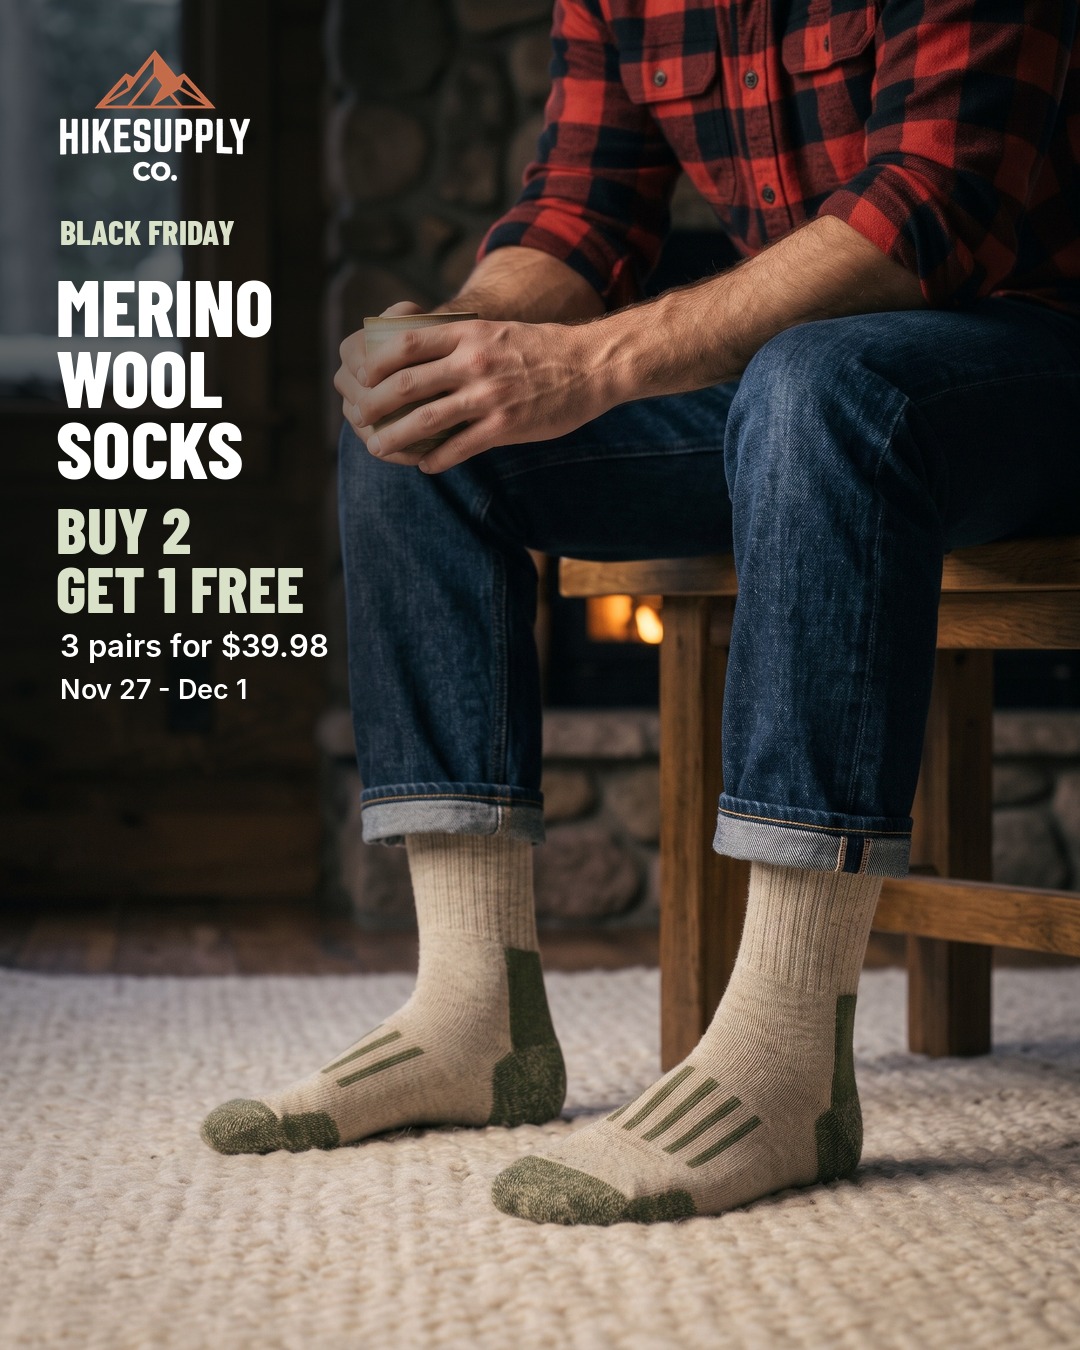 HIKESUPPLY
CO.
BLACK FRIDAY
MERINO
WOOL
SOCKS
BUY 2
GET 1 FREE
3 pairs for $39.98
Nov 27 - Dec 1